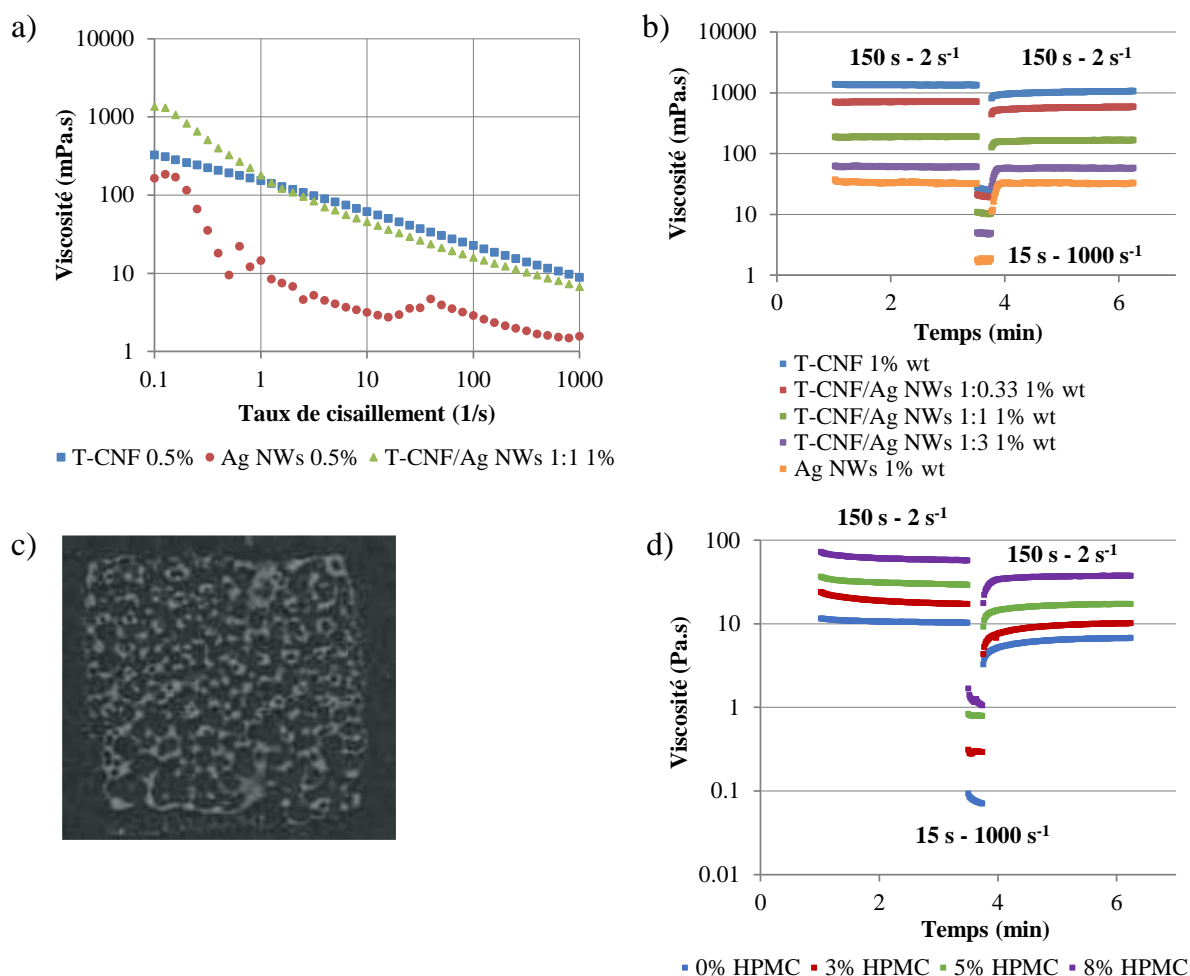 a)
10000
1000
100
10
1
Viscosité (mPa.s)
0.1 1 10 100 1000
Taux de cisaillement (1/s)
T-CNF 0.5% Ag NWs 0.5% T-CNF/Ag NWs 1:1 1%
b)
10000
1000
100
10
1
Viscosité (mPa.s)
150 s - 2 s-1
150 s - 2 s-1
15 s - 1000 s-1
0 2 4 6
Temps (min)
T-CNF 1% wt
T-CNF/Ag NWs 1:0.33 1% wt
T-CNF/Ag NWs 1:1 1% wt
T-CNF/Ag NWs 1:3 1% wt
Ag NWs 1% wt
c)
d)
150 s - 2 s-1
150 s - 2 s-1
100
10
1
0.1
0.01
Viscosité (Pa.s)
15 s - 1000 s-1
0 2 4 6
Temps (min)
0% HPMC 3% HPMC 5% HPMC 8% HPMC